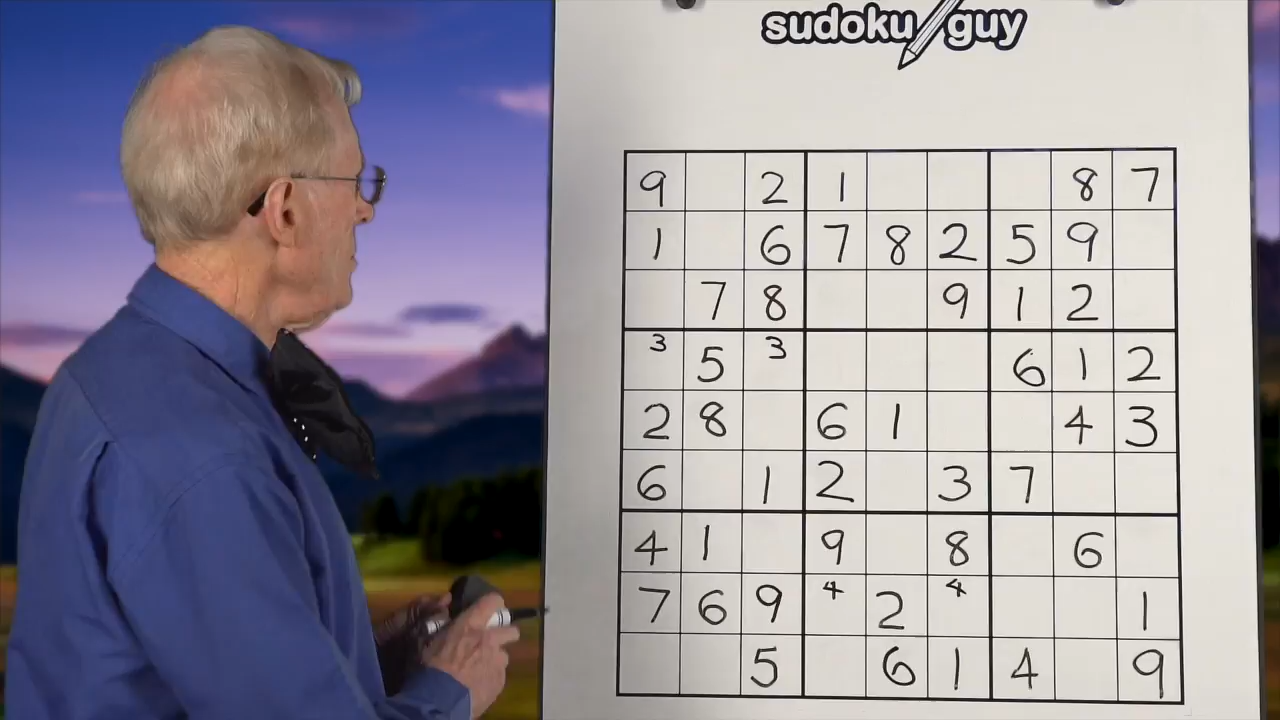 sudoku guy
9 2 1 8 7
1 6 7 8 2 5 9
7 8 9 1 2
3 5 3 6 1 2
2 8 6 1 4 3
6 1 2 3 7
4 1 9 8 6
7 6 9 4 2 4 1
5 6 1 4 9